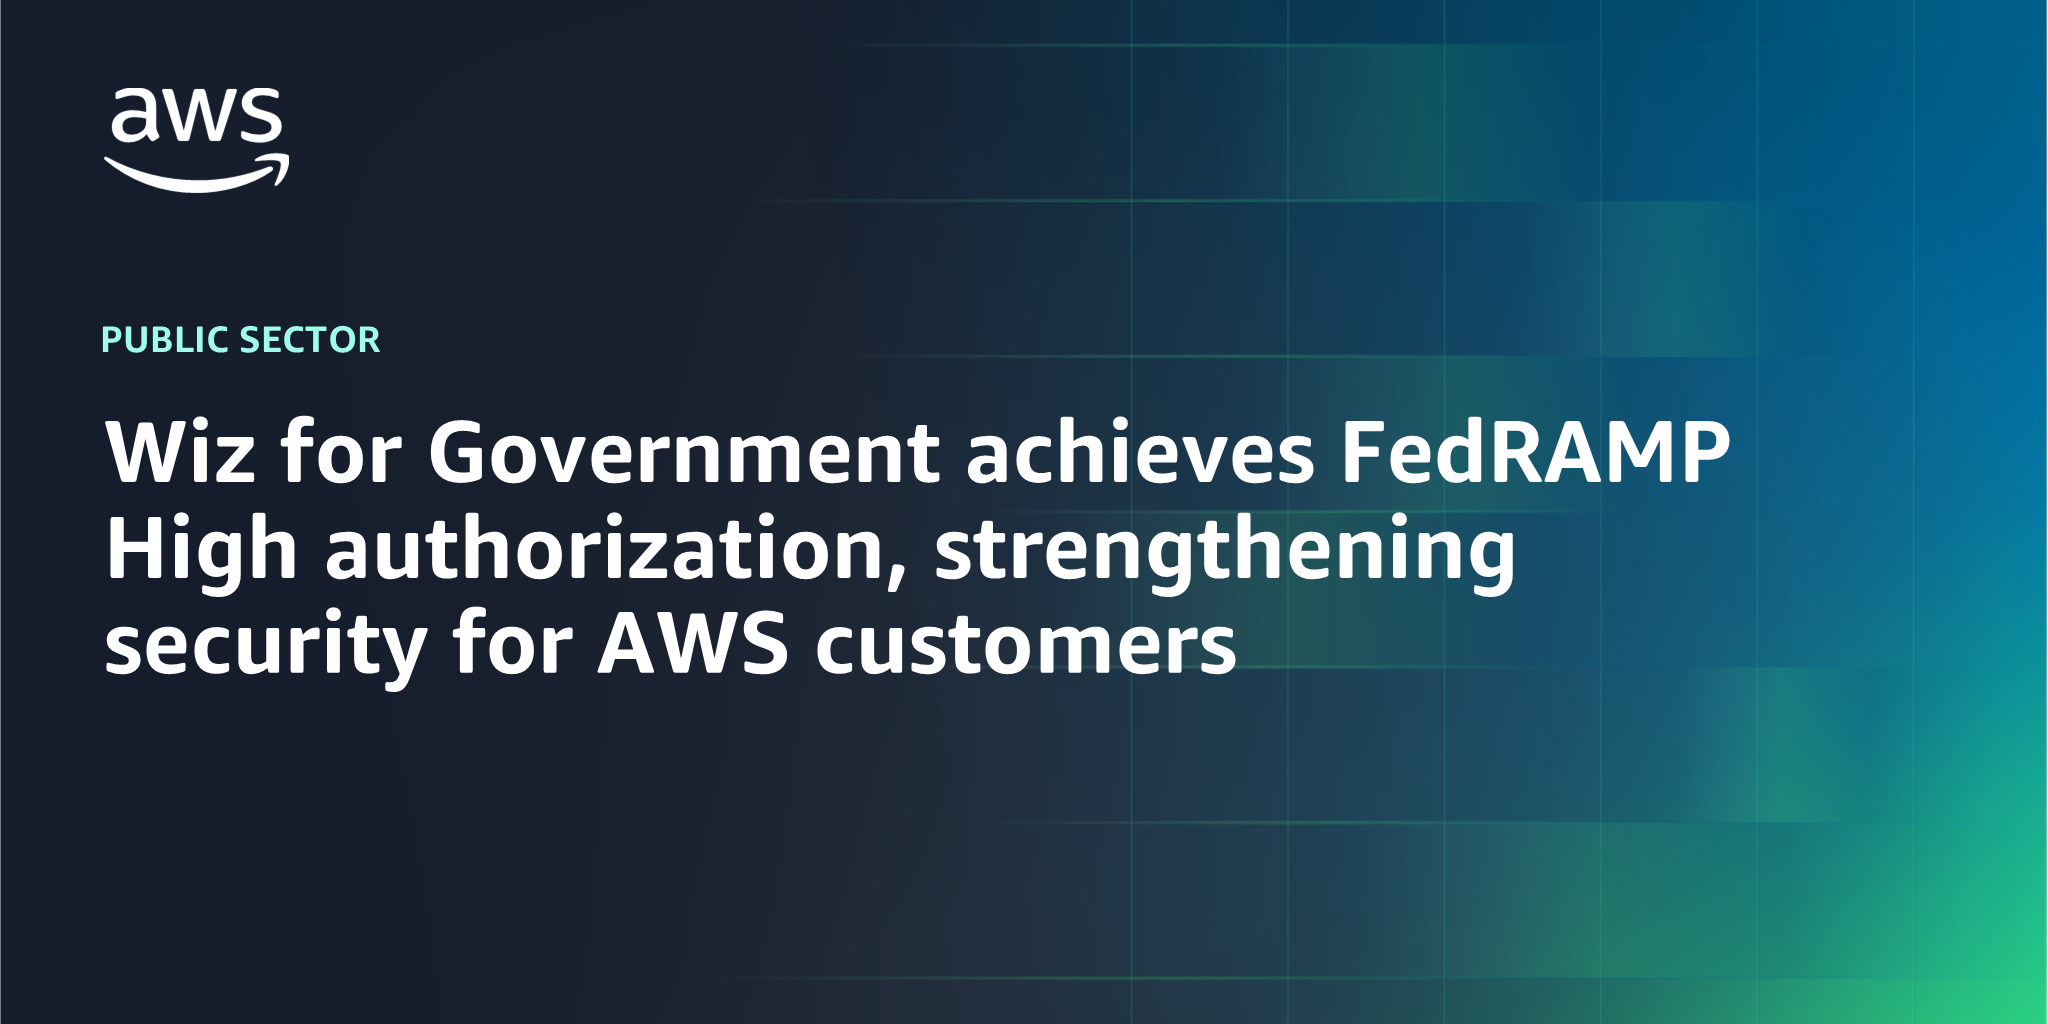 aws
PUBLIC SECTOR
Wiz for Government achieves FedRAMP
High authorization, strengthening
security for AWS customers